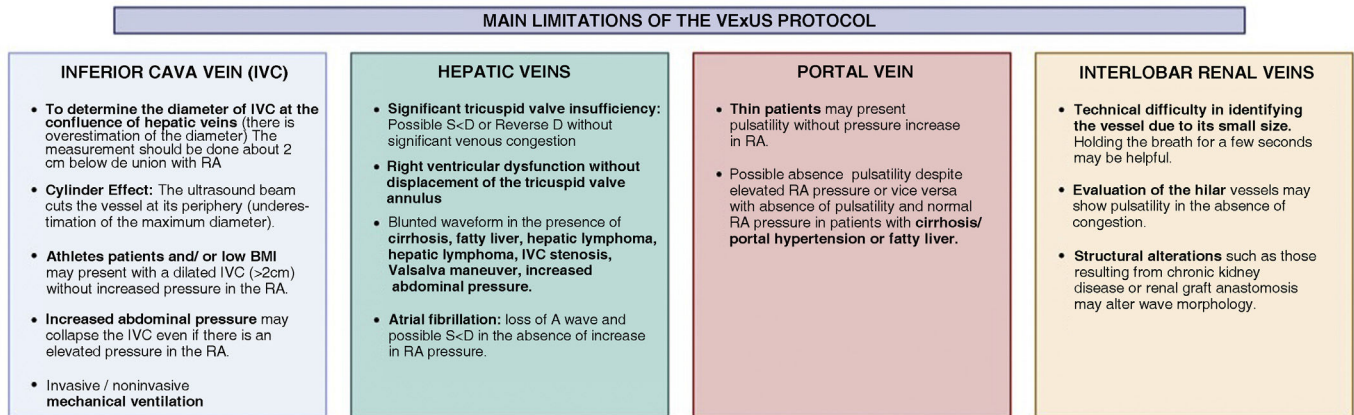 MAIN LIMITATIONS OF THE VExUS PROTOCOL
INFERIOR CAVA VEIN (IVC)
• To determine the diameter of IVC at the
confluence of hepatic veins (there is
overestimation of the diameter) The
measurement should be done about 2
cm below de union with RA
• Cylinder Effect: The ultrasound beam
cuts the vessel at its periphery (underes-
timation of the maximum diameter).
• Athletes patients and/ or low BMI
may present with a dilated IVC (>2cm)
without increased pressure in the RA.
• Increased abdominal pressure may
collapse the IVC even if there is an
elevated pressure in the RA.
• Invasive / noninvasive
mechanical ventilation
HEPATIC VEINS
• Significant tricuspid valve insufficiency:
Possible S<D or Reverse D without
significant venous congestion
• Right ventricular dysfunction without
displacement of the tricuspid valve
annulus
• Blunted waveform in the presence of
cirrhosis, fatty liver, hepatic lymphoma,
hepatic lymphoma, IVC stenosis,
Valsalva maneuver, increased
abdominal pressure.
• Atrial fibrillation: loss of A wave and
possible S<D in the absence of increase
in RA pressure.
PORTAL VEIN
• Thin patients may present
pulsatility without pressure increase
in RA.
• Possible absence pulsatility despite
elevated RA pressure or vice versa
with absence of pulsatility and normal
RA pressure in patients with cirrhosis/
portal hypertension or fatty liver.
INTERLOBAR RENAL VEINS
• Technical difficulty in identifying
the vessel due to its small size.
Holding the breath for a few seconds
may be helpful.
• Evaluation of the hilar vessels may
show pulsatility in the absence of
congestion.
• Structural alterations such as those
resulting from chronic kidney
disease or renal graft anastomosis
may alter wave morphology.